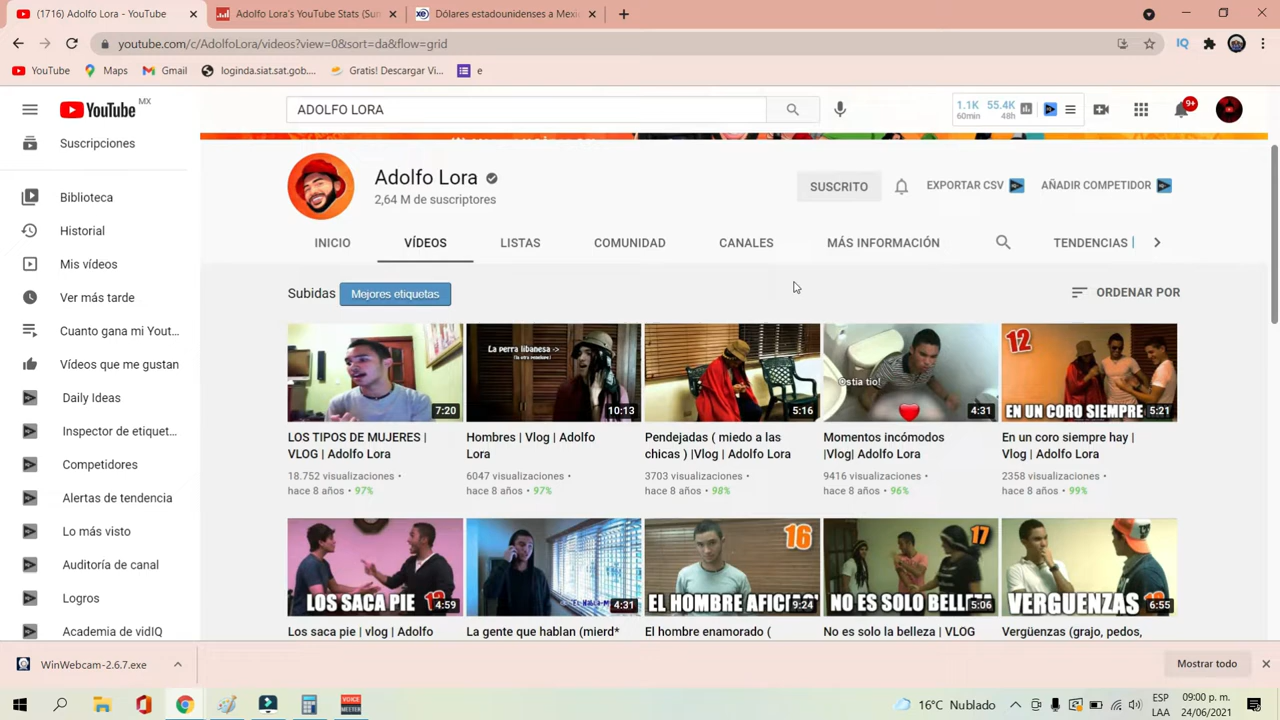 (1716) Adolfo Lora - YouTube
Adolfo Lora's YouTube Stats (Sum
Dólares estadounidenses a Mexi
youtube.com/c/AdolfoLora/videos?view=0&sort=da&flow=grid
YouTube
Maps
Gmail
loginda.siat.sat.gob....
Gratis! Descargar Vi...
e
YouTube MX
ADOLFO LORA
1.1K 55.4K
60min 48h
9+
Suscripciones
Biblioteca
Historial
Mis vídeos
Ver más tarde
Cuanto gana mi Yout...
Vídeos que me gustan
Daily Ideas
Inspector de etiquet...
Competidores
Alertas de tendencia
Lo más visto
Auditoría de canal
Logros
Academia de vidIQ
Adolfo Lora
2,64 M de suscriptores
SUSCRITO
EXPORTAR CSV
AÑADIR COMPETIDOR
INICIO
VÍDEOS
LISTAS
COMUNIDAD
CANALES
MÁS INFORMACIÓN
TENDENCIAS |
Subidas
Mejores etiquetas
ORDENAR POR
7:20
La perra libanesa ->
10:13
5:16
Ostia tio!
4:31
12
EN UN CORO SIEMPRE
5:21
LOS TIPOS DE MUJERES |
VLOG | Adolfo Lora
18.752 visualizaciones •
hace 8 años • 97%
Hombres | Vlog | Adolfo
Lora
6047 visualizaciones •
hace 8 años • 97%
Pendejadas ( miedo a las
chicas ) |Vlog | Adolfo Lora
3703 visualizaciones •
hace 8 años • 98%
Momentos incómodos
|Vlog| Adolfo Lora
9416 visualizaciones •
hace 8 años • 96%
En un coro siempre hay |
Vlog | Adolfo Lora
2358 visualizaciones •
hace 8 años • 99%
LOS SACA PIE
4:59
4:31
16
EL HOMBRE AFICI
9:24
17
NO ES SOLO BELLE
5:06
VERGUENZAS
6:55
Los saca pie | vlog | Adolfo
La gente que hablan (mierd*
El hombre enamorado (
No es solo la belleza | VLOG
Vergüenzas (grajo, pedos,
WinWebcam-2.6.7.exe
Mostrar todo
VOICE
MEETER
16°C Nublado
ESP
LAA
09:00 p. m.
24/06/2021